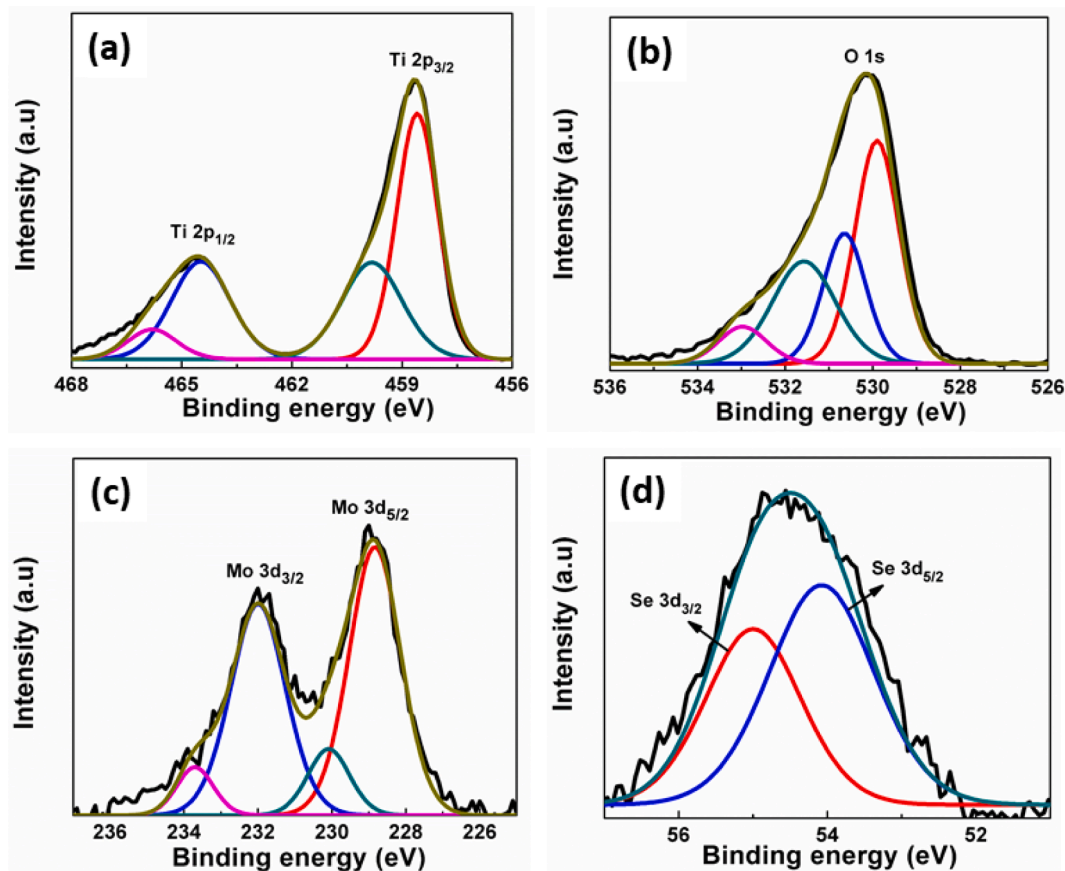 (a)
Ti 2p3/2
Ti 2p1/2
Intensity (a.u)
468 465 462 459 456
Binding energy (eV)
(b)
O 1s
Intensity (a.u)
536 534 532 530 528 526
Binding energy (eV)
(c)
Mo 3d5/2
Mo 3d3/2
Intensity (a.u)
236 234 232 230 228 226
Binding energy (eV)
(d)
Se 3d5/2
Se 3d3/2
Intensity (a.u)
56 54 52
Binding energy (eV)